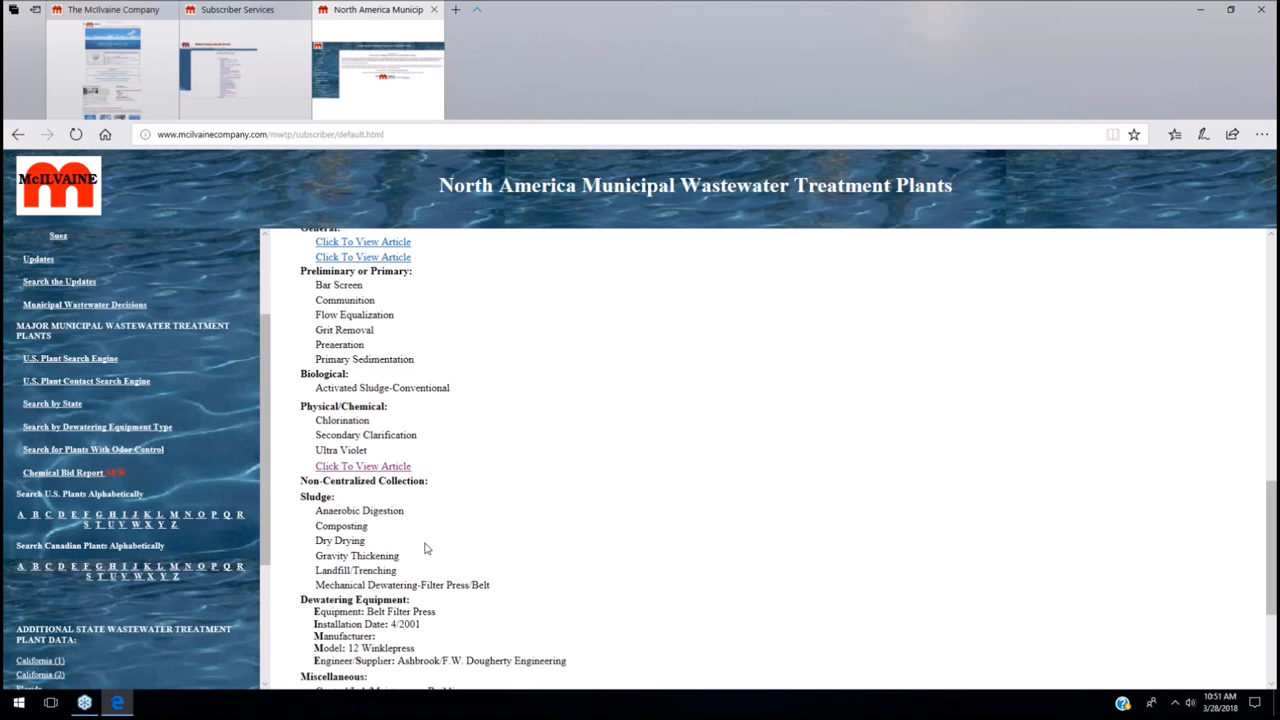 The McIlvaine Company
Subscriber Services
North America Municip
www.mcilvainecompany.com/mwtp/subscriber/default.html
McILVAINE
North America Municipal Wastewater Treatment Plants
Suez
Updates
Search the Updates
Municipal Wastewater Decisions
MAJOR MUNICIPAL WASTEWATER TREATMENT
PLANTS
U.S. Plant Search Engine
U.S. Plant Contact Search Engine
Search by State
Search by Dewatering Equipment Type
Search for Plants With Odor Control
Chemical Bid Report NEW
Search U.S. Plants Alphabetically
A B C D E F G H I J K L M N O P Q R
S T U V W X Y Z
Search Canadian Plants Alphabetically
A B C D E F G H I J K L M N O P Q R
S T U V W X Y Z
ADDITIONAL STATE WASTEWATER TREATMENT
PLANT DATA:
California (1)
California (2)
Florida
General:
Click To View Article
Click To View Article
Preliminary or Primary:
Bar Screen
Communition
Flow Equalization
Grit Removal
Preaeration
Primary Sedimentation
Biological:
Activated Sludge-Conventional
Physical/Chemical:
Chlorination
Secondary Clarification
Ultra Violet
Click To View Article
Non-Centralized Collection:
Sludge:
Anaerobic Digestion
Composting
Dry Drying
Gravity Thickening
Landfill/Trenching
Mechanical Dewatering-Filter Press/Belt
Dewatering Equipment:
Equipment: Belt Filter Press
Installation Date: 4/2001
Manufacturer:
Model: 12 Winklepress
Engineer/Supplier: Ashbrook/F.W. Dougherty Engineering
Miscellaneous:
10:51 AM
3/28/2018